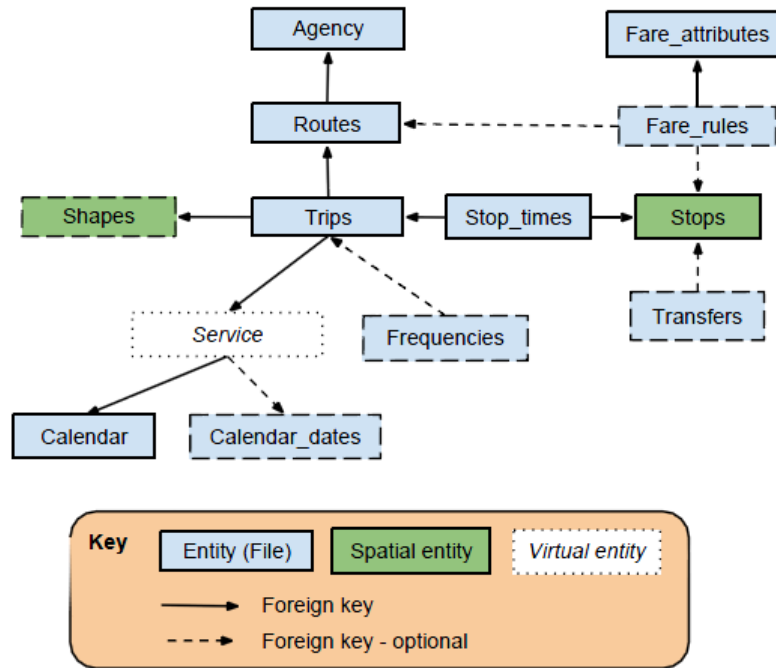 Agency
Fare_attributes
Routes
Fare_rules
Shapes
Trips
Stop_times
Stops
Service
Frequencies
Transfers
Calendar
Calendar_dates
Key
Entity (File)
Spatial entity
Virtual entity
Foreign key
Foreign key - optional